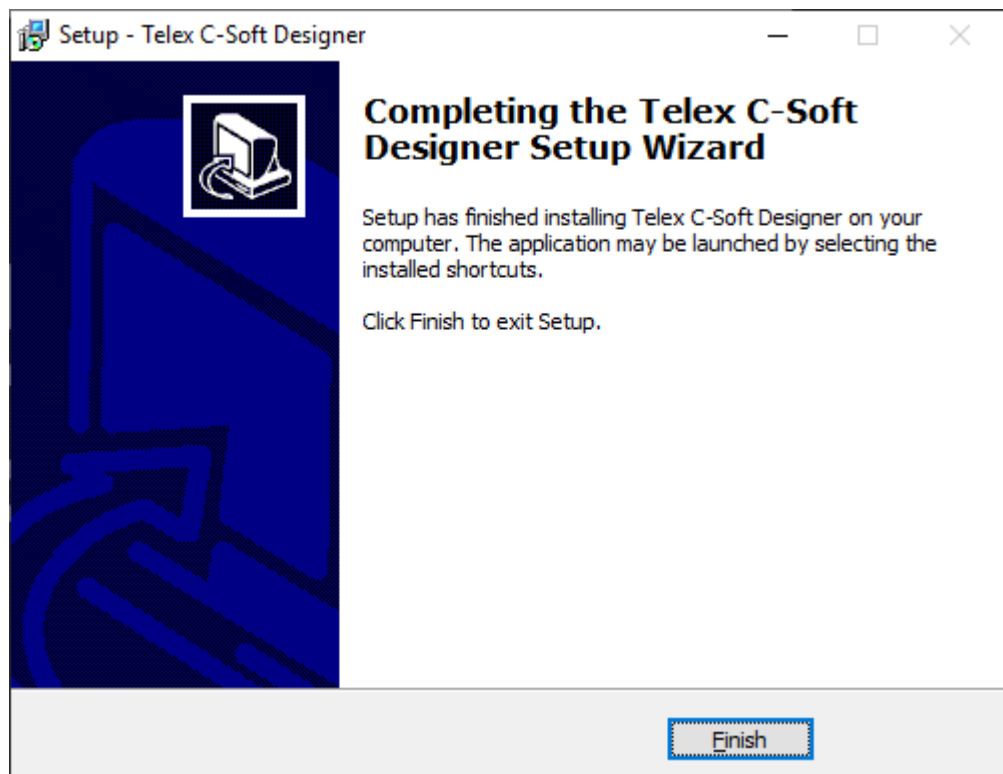 Setup - Telex C-Soft Designer
Completing the Telex C-Soft
Designer Setup Wizard
Setup has finished installing Telex C-Soft Designer on your
computer. The application may be launched by selecting the
installed shortcuts.
Click Finish to exit Setup.
Finish